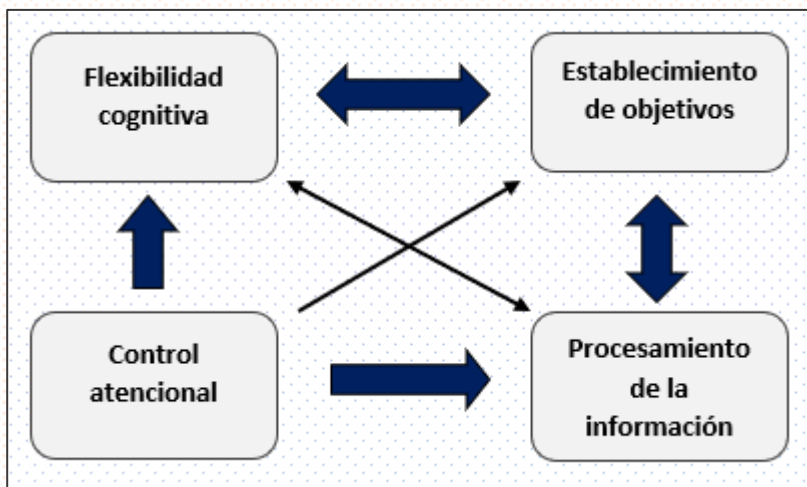 Flexibilidad
cognitiva
Establecimiento
de objetivos
Control
atencional
Procesamiento
de la
información